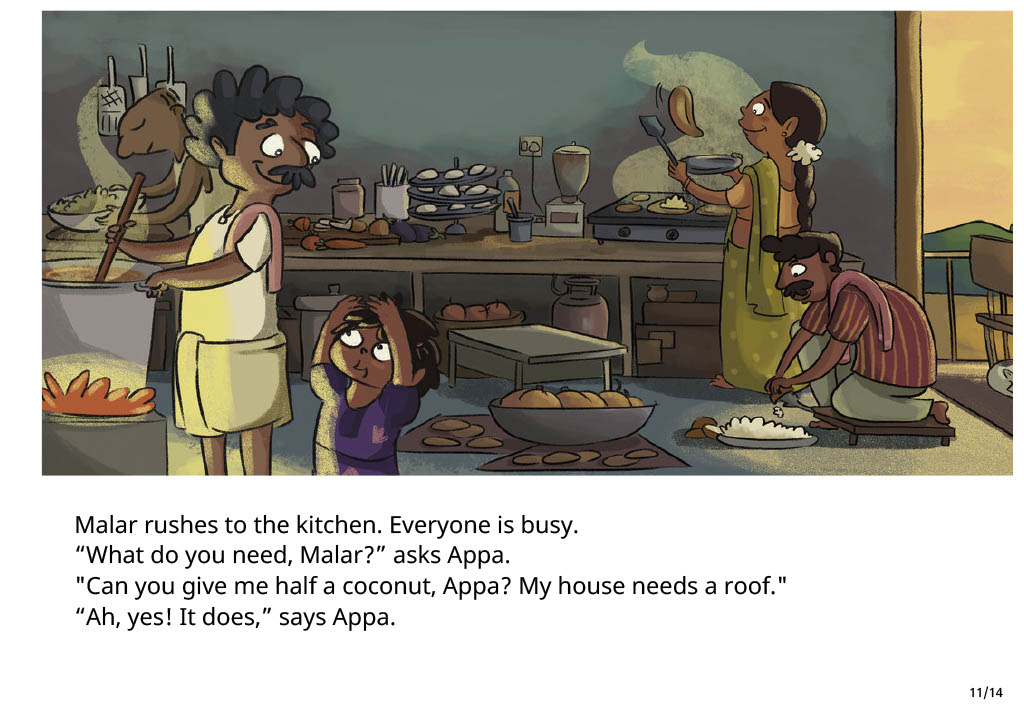 Malar rushes to the kitchen. Everyone is busy.
“What do you need, Malar?” asks Appa.
"Can you give me half a coconut, Appa? My house needs a roof."
“Ah, yes! It does,” says Appa.
11/14